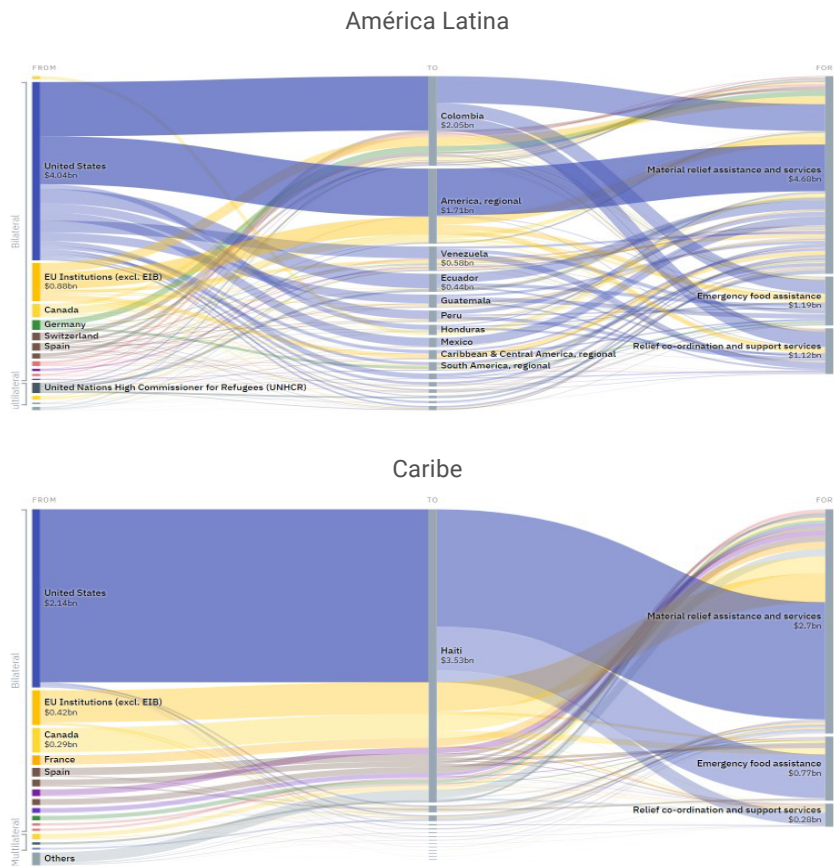 América Latina
FROM TO FOR
Colombia
$2.05bn
United States
$4.04bn
Material relief assistance and services
$4.68bn
America, regional
$1.71bn
Bilateral
Venezuela
$0.58bn
EU Institutions (excl. EIB)
$0.88bn
Ecuador
$0.44bn
Emergency food assistance
$1.19bn
Guatemala
Canada
Peru
Germany
Honduras
Switzerland
Mexico
Spain
Relief co-ordination and support services
$1.12bn
Caribbean & Central America, regional
South America, regional
ultilateral
United Nations High Commissioner for Refugees (UNHCR)
Caribe
FROM TO FOR
United States
$2.14bn
Material relief assistance and services
$2.7bn
Haiti
$3.53bn
Bilateral
EU Institutions (excl. EIB)
$0.42bn
Canada
$0.29bn
France
Emergency food assistance
$0.77bn
Spain
Relief co-ordination and support services
$0.28bn
Multilateral
Others